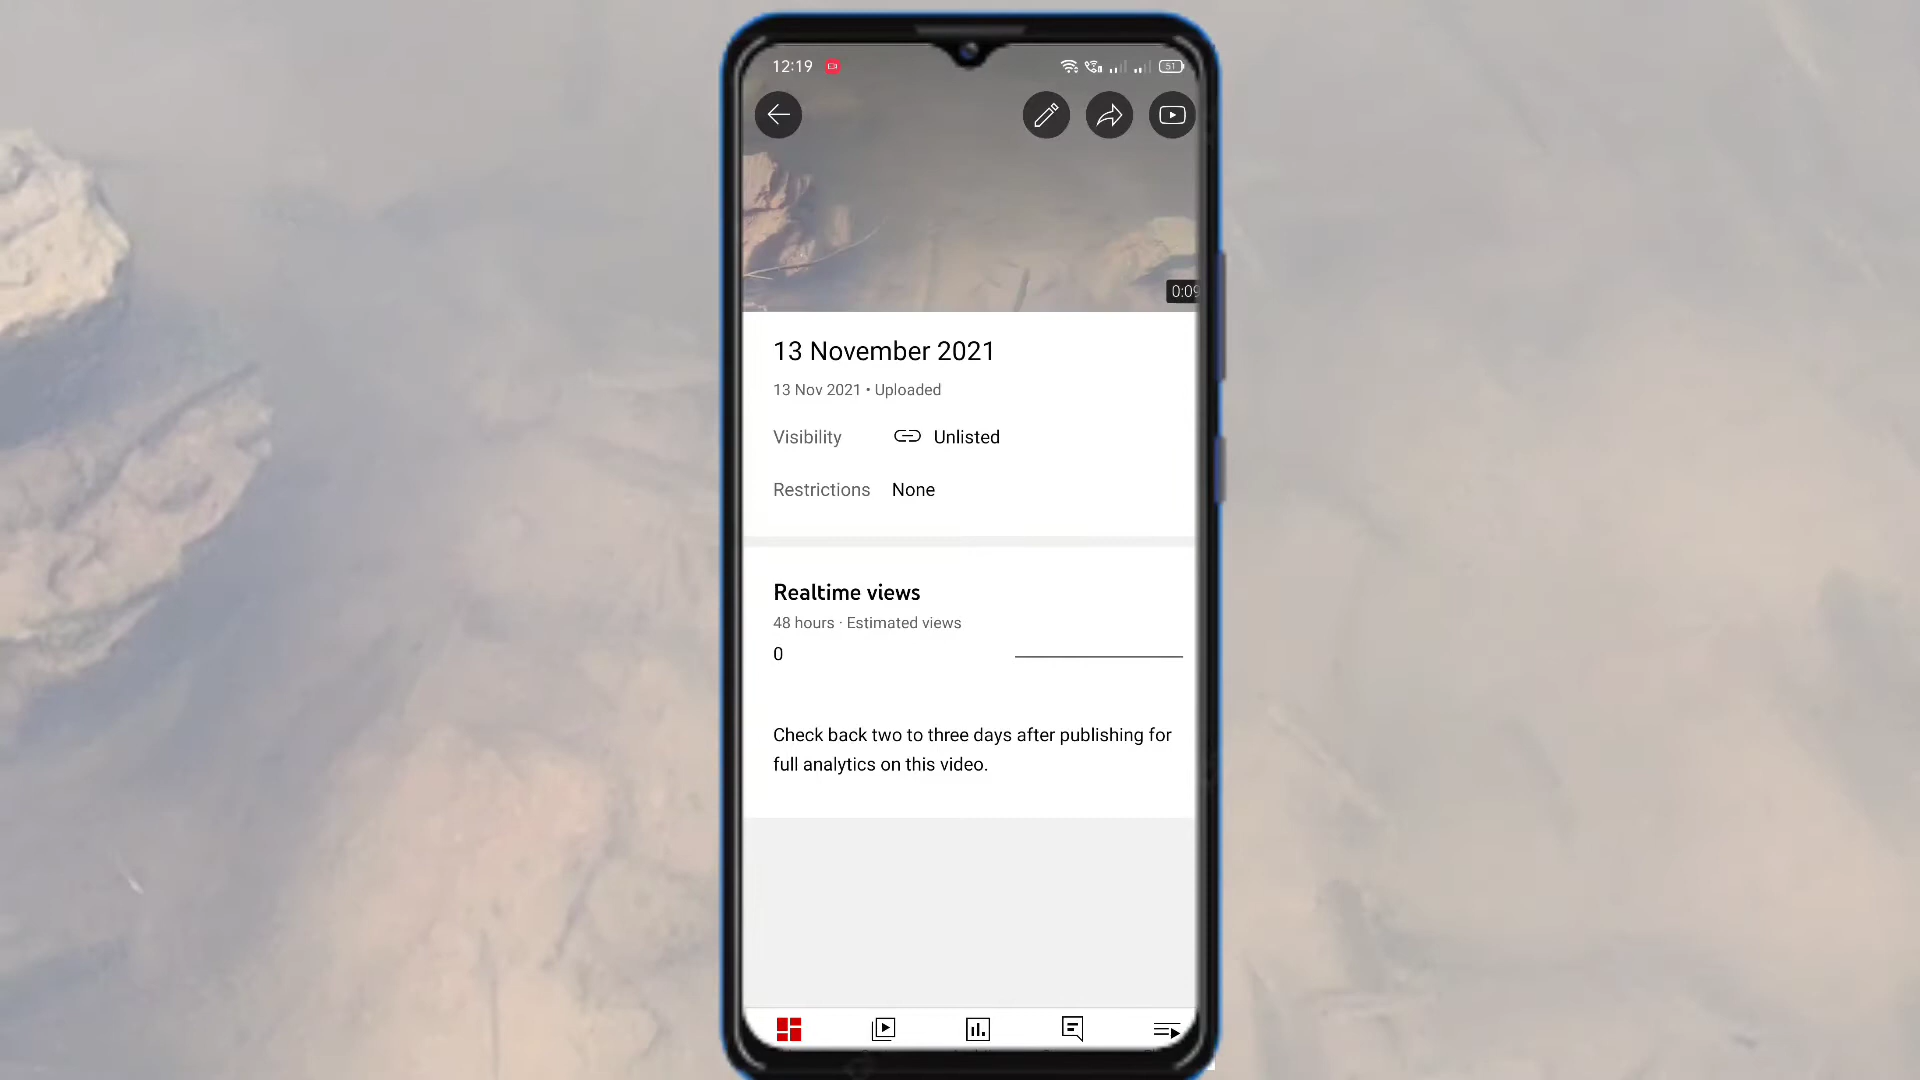 12:19
51
0:09
13 November 2021
13 Nov 2021 • Uploaded
Visibility Unlisted
Restrictions None
Realtime views
48 hours · Estimated views
0
Check back two to three days after publishing for
full analytics on this video.